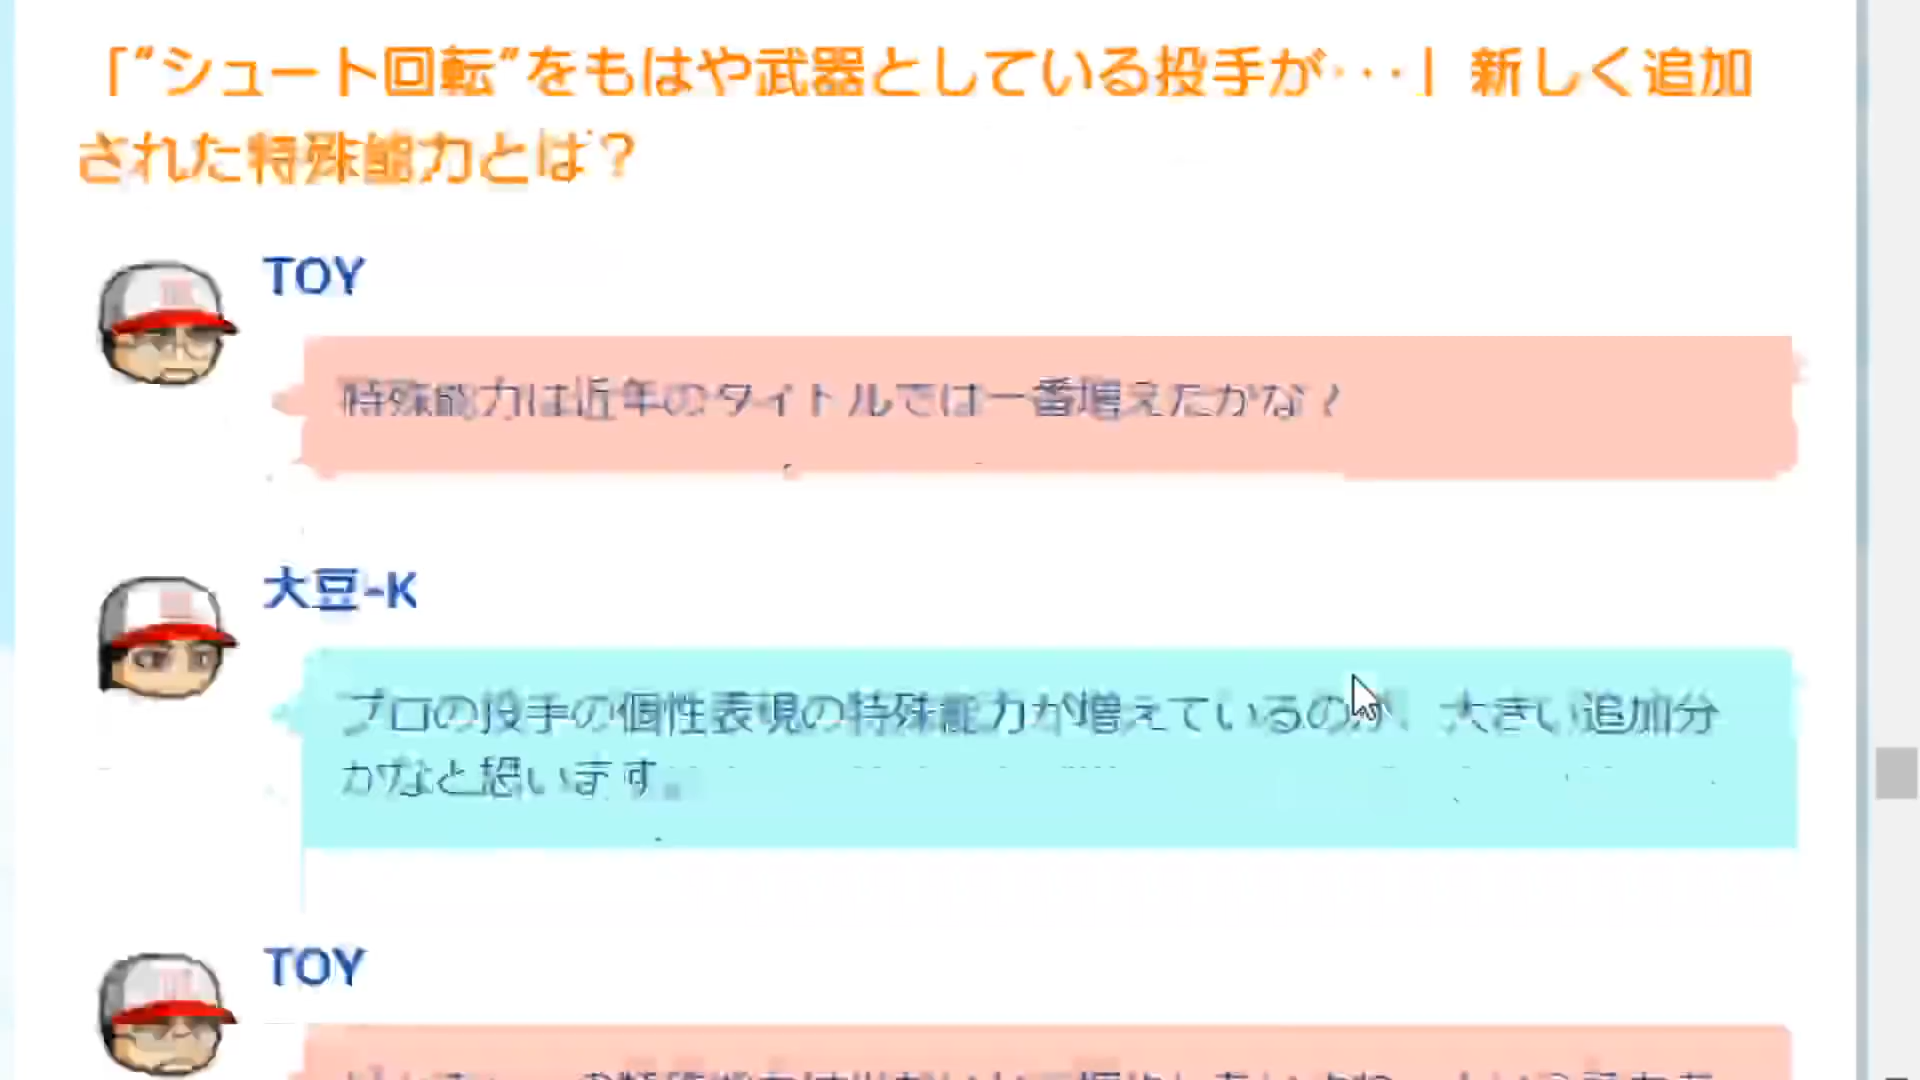 「“シュート回転”をもはや武器としている投手が･･･」新しく追加
された特殊能力とは？
TOY
特殊能力は近年のタイトルでは一番増えたかな？
大豆-K
プロの投手の個性表現の特殊能力が増えているのが、大きい追加分
かなと思います。
TOY